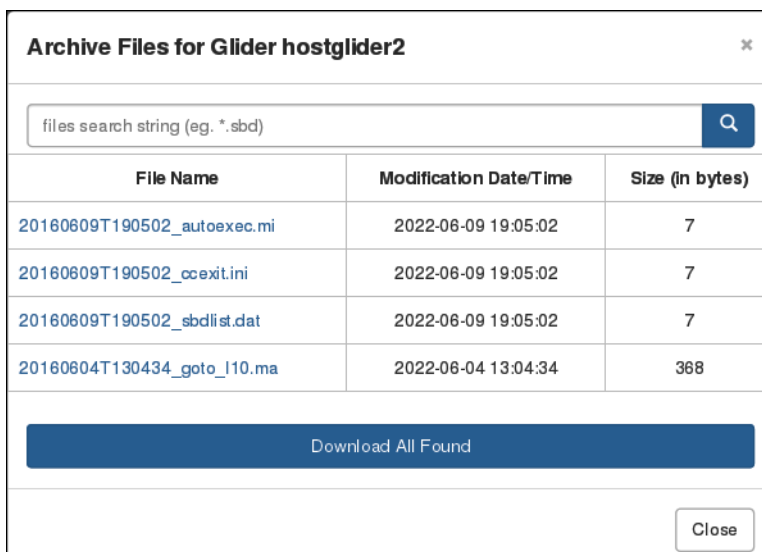 Archive Files for Glider hostglider2
×
files search string (eg. *.sbd)
File Name Modification Date/Time Size (in bytes)
20160609T190502_autoexec.mi 2022-06-09 19:05:02 7
20160609T190502_ccexit.ini 2022-06-09 19:05:02 7
20160609T190502_sbdlist.dat 2022-06-09 19:05:02 7
20160604T130434_goto_l10.ma 2022-06-04 13:04:34 368
Download All Found
Close